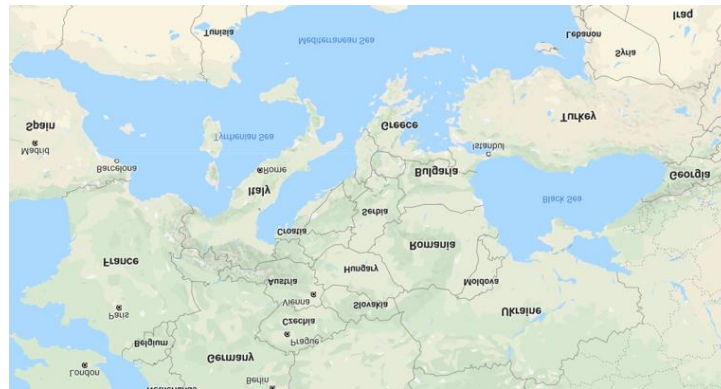 Iraq
Tunisia
Lebanon
Mediterranean Sea
Syria
Turkey
Spain
Greece
Tyrrhenian Sea
Madrid
Istanbul
Barcelona
Rome
Bulgaria
Georgia
Italy
Black Sea
Serbia
Croatia
Romania
France
Hungary
Austria
Moldova
Vienna
Slovakia
Paris
Ukraine
Czechia
Prague
Belgium
Germany
London
Berlin
Netherlands